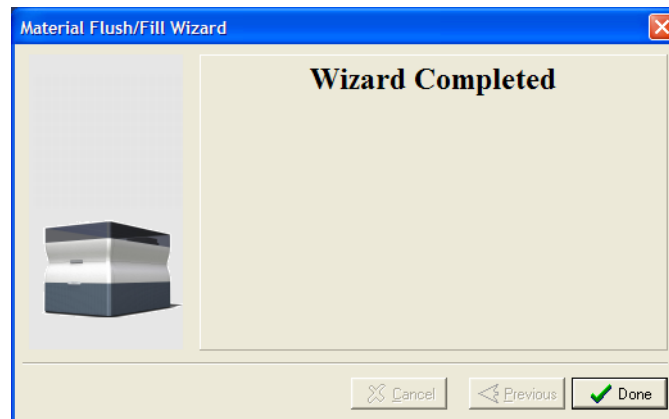 Material Flush/Fill Wizard
Wizard Completed
Cancel
Previous
Done